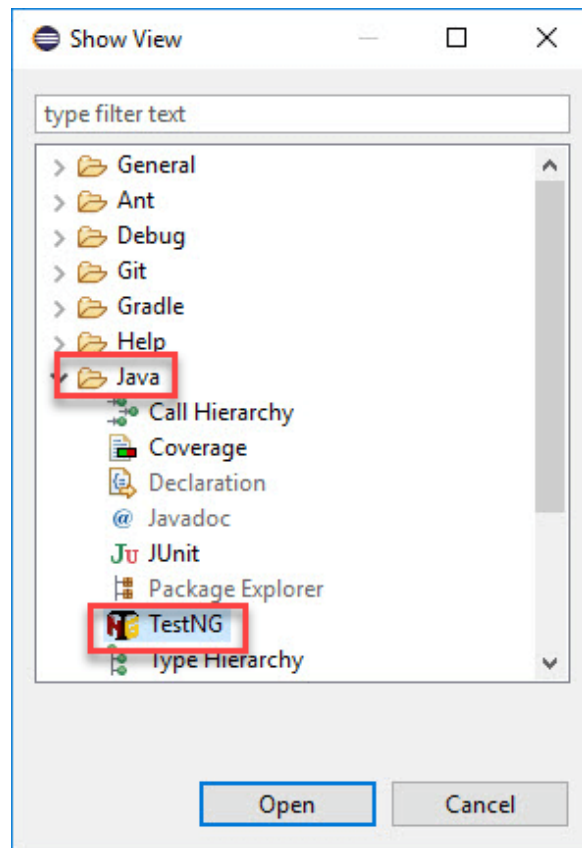 Show View
type filter text
General
Ant
Debug
Git
Gradle
Help
Java
Call Hierarchy
Coverage
Declaration
@ Javadoc
Ju JUnit
Package Explorer
TestNG
Type Hierarchy
Open Cancel